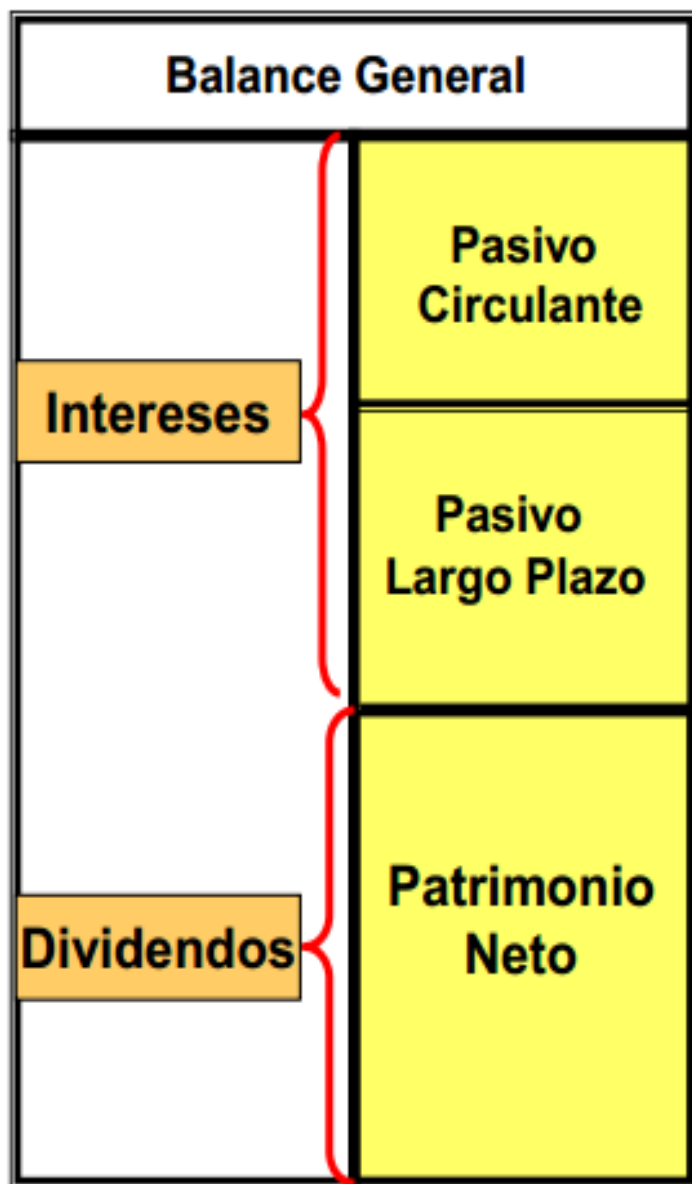 Balance General
Pasivo
Circulante
Intereses
Pasivo
Largo Plazo
Dividendos
Patrimonio
Neto